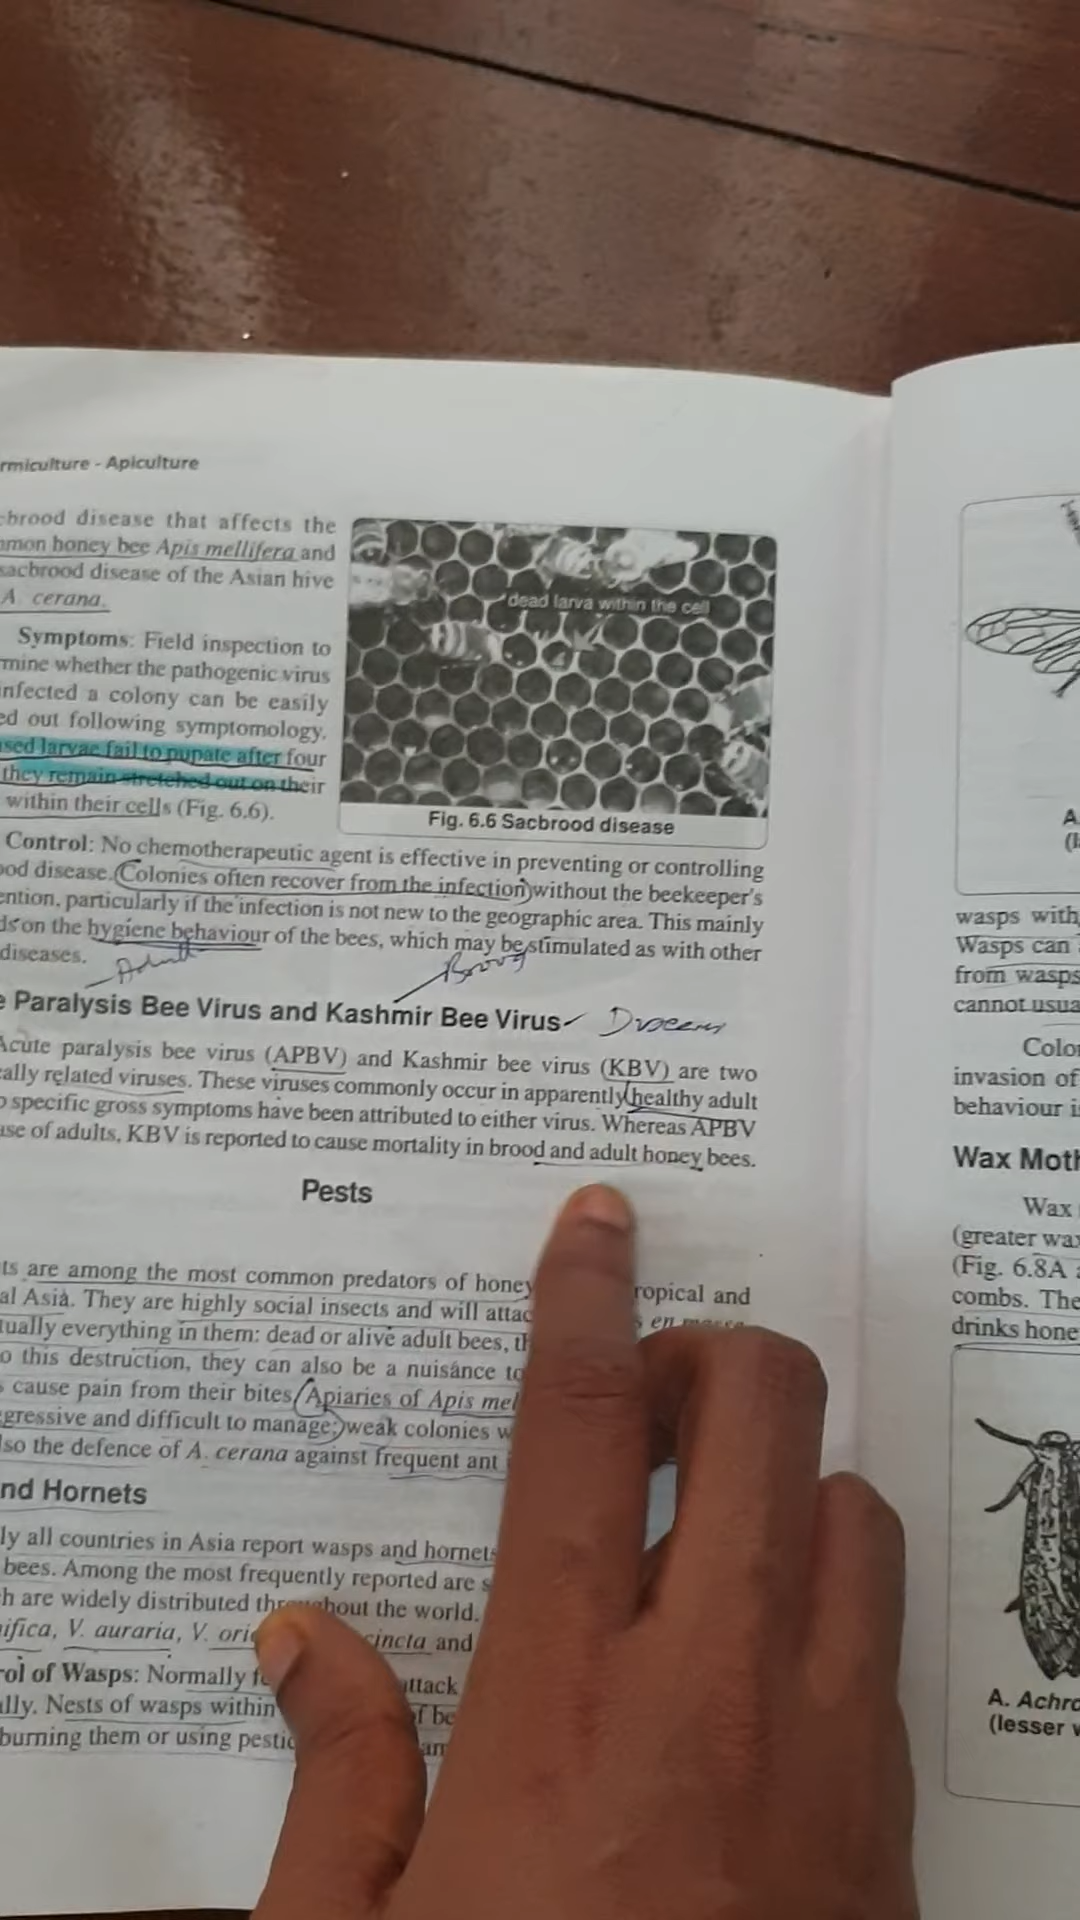 rmiculture - Apiculture
cbrood disease that affects the
mmon honey bee Apis mellifera and
sacbrood disease of the Asian hive
A. cerana.
Symptoms: Field inspection to
mine whether the pathogenic virus
infected a colony can be easily
ed out following symptomology.
sed larvae fail to pupate after four
they remain stretched out on their
within their cells (Fig. 6.6).
dead larva within the cell
Fig. 6.6 Sacbrood disease
Control: No chemotherapeutic agent is effective in preventing or controlling
ood disease. Colonies often recover from the infection without the beekeeper's
ention, particularly if the infection is not new to the geographic area. This mainly
ds on the hygiene behaviour of the bees, which may be stimulated as with other
diseases.
Adult
Brood
e Paralysis Bee Virus and Kashmir Bee Virus
Acute paralysis bee virus (APBV) and Kashmir bee virus (KBV) are two
cally related viruses. These viruses commonly occur in apparently healthy adult
o specific gross symptoms have been attributed to either virus. Whereas APBV
ase of adults, KBV is reported to cause mortality in brood and adult honey bees.
Pests
ts are among the most common predators of honey ropical and
al Asia. They are highly social insects and will attac s en masse
tually everything in them: dead or alive adult bees, th
o this destruction, they can also be a nuisance to
s cause pain from their bites. Apiaries of Apis mel
ggressive and difficult to manage; weak colonies w
lso the defence of A. cerana against frequent ant
nd Hornets
ly all countries in Asia report wasps and hornets
bees. Among the most frequently reported are s
h are widely distributed throughout the world.
nifica, V. auraria, V. orie cincta and
rol of Wasps: Normally fe attack
ally. Nests of wasps within of be
burning them or using pestic am
A.
(l
wasps with
Wasps can
from wasps
cannot usua
Color
invasion of
behaviour i
Wax Moth
Wax
(greater wax
(Fig. 6.8A
combs. The
drinks hone
A. Achro
(lesser w